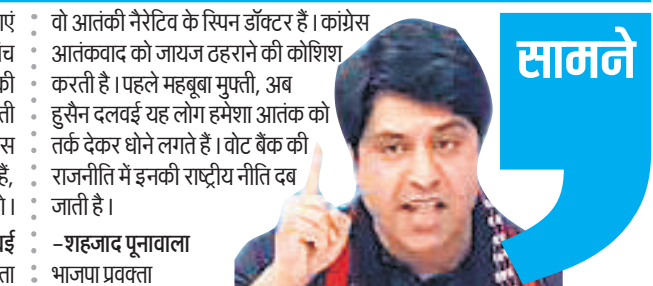 ाएं
ंच
की
ती
स
हैं,
ो।
वई
ता
वो आतंकी नैरेटिव के स्पिन डॉक्टर हैं। कांग्रेस
आतंकवाद को जायज ठहराने की कोशिश
करती है। पहले महबूबा मुफ्ती, अब
हुसैन दलवई यह लोग हमेशा आतंक को
तर्क देकर धोने लगते हैं। वोट बैंक की
राजनीति में इनकी राष्ट्रीय नीति दब
जाती है।
-शहजाद पूनावाला
भाजपा प्रवक्ता
सामने